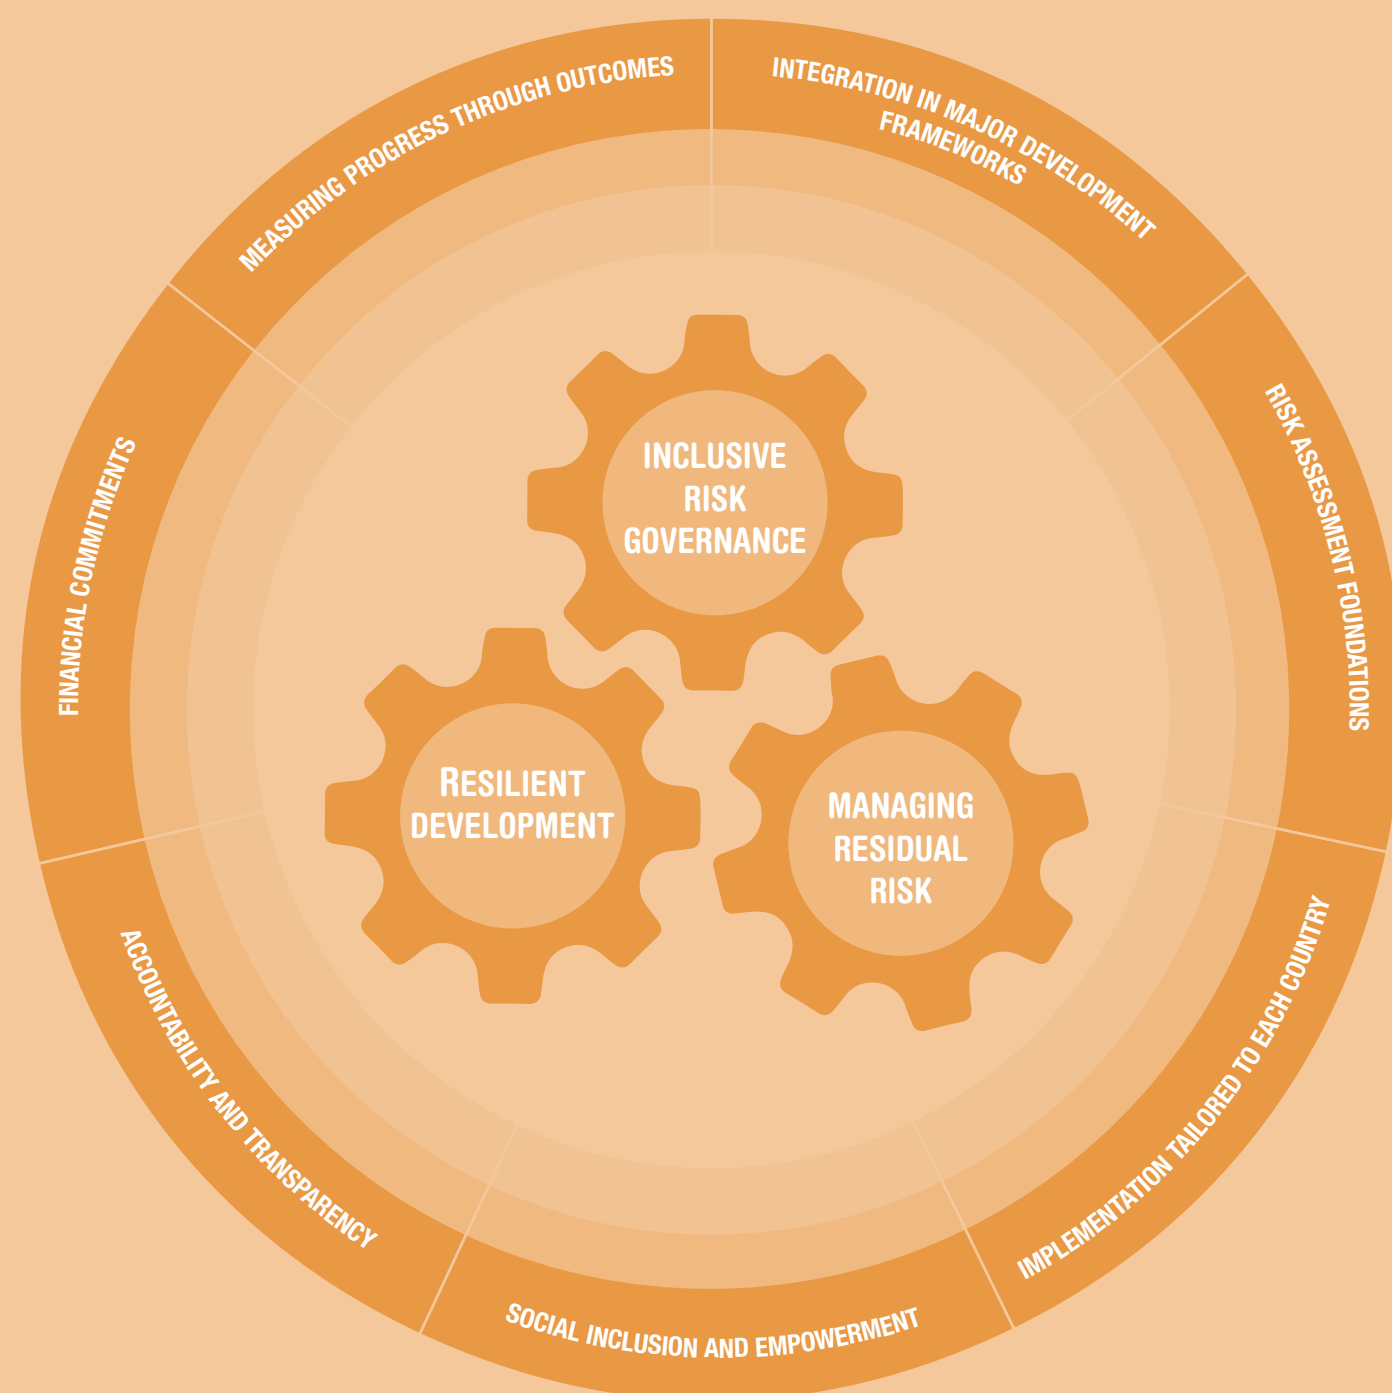 MEASURING PROGRESS THROUGH OUTCOMES
INTEGRATION IN MAJOR DEVELOPMENT
FRAMEWORKS
RISK ASSESSMENT FOUNDATIONS
IMPLEMENTATION TAILORED TO EACH COUNTRY
SOCIAL INCLUSION AND EMPOWERMENT
ACCOUNTABILITY AND TRANSPARENCY
FINANCIAL COMMITMENTS
INCLUSIVE
RISK
GOVERNANCE
RESILIENT
DEVELOPMENT
MANAGING
RESIDUAL
RISK